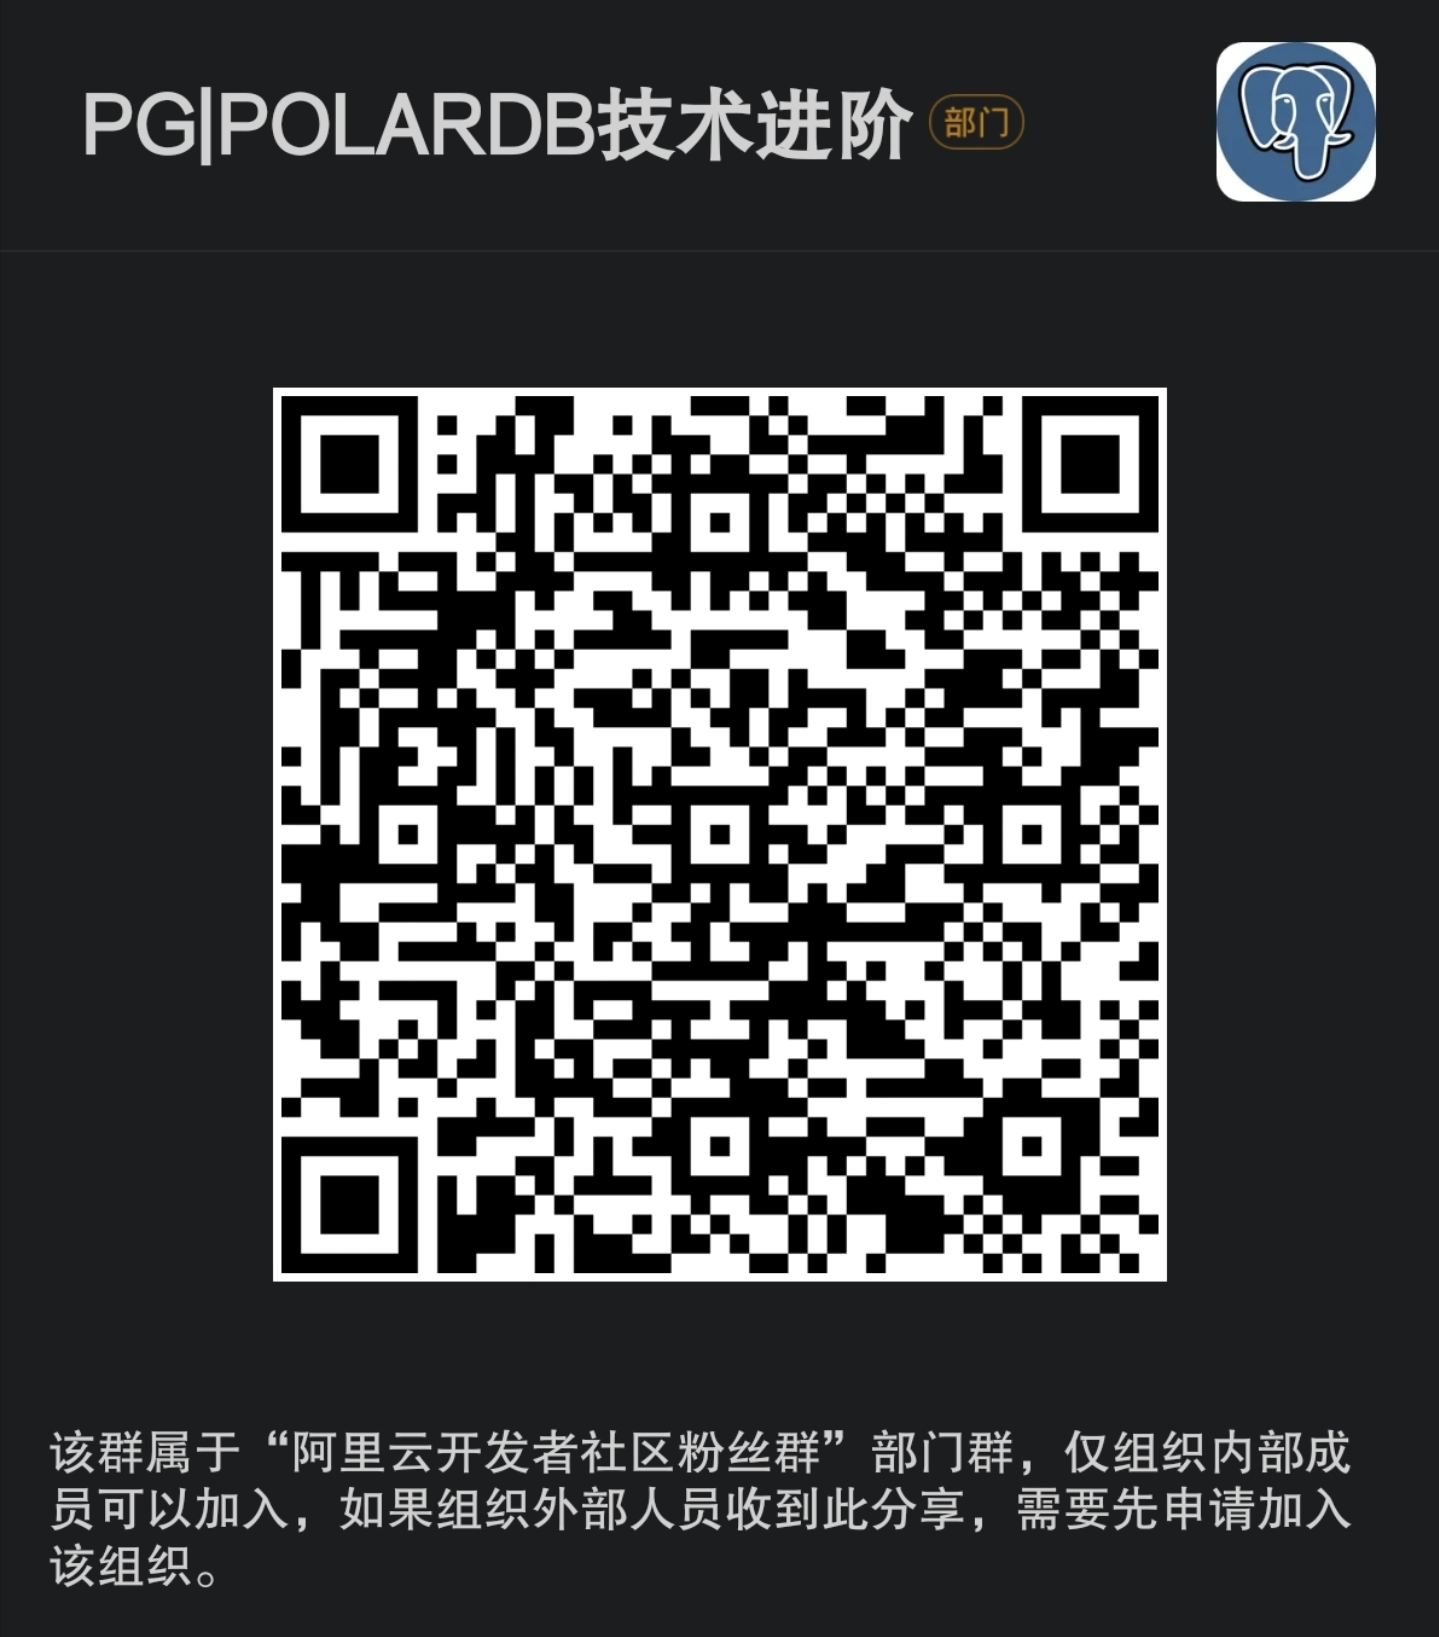 PG|POLARDB技术进阶 部门
该群属于“阿里云开发者社区粉丝群”部门群，仅组织内部成
员可以加入，如果组织外部人员收到此分享，需要先申请加入
该组织。